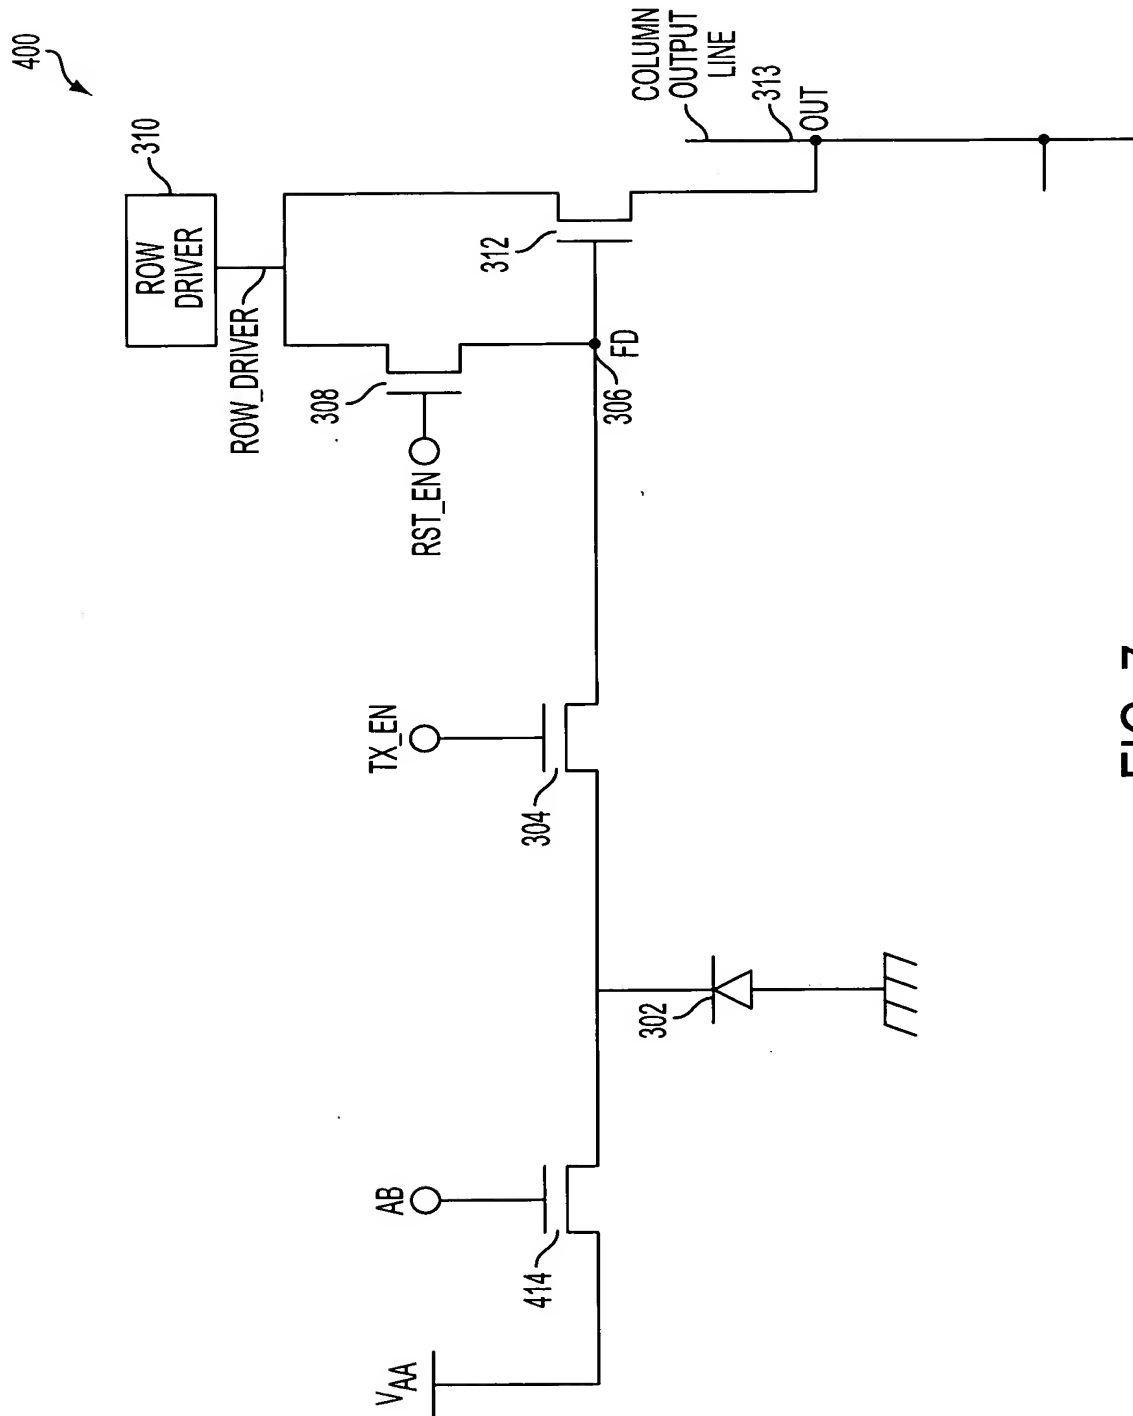 400
310
ROW
DRIVER
ROW_DRIVER
308
RST_EN
312
FD
306
COLUMN
OUTPUT
LINE
313
OUT
TX_EN
304
302
AB
414
VAA